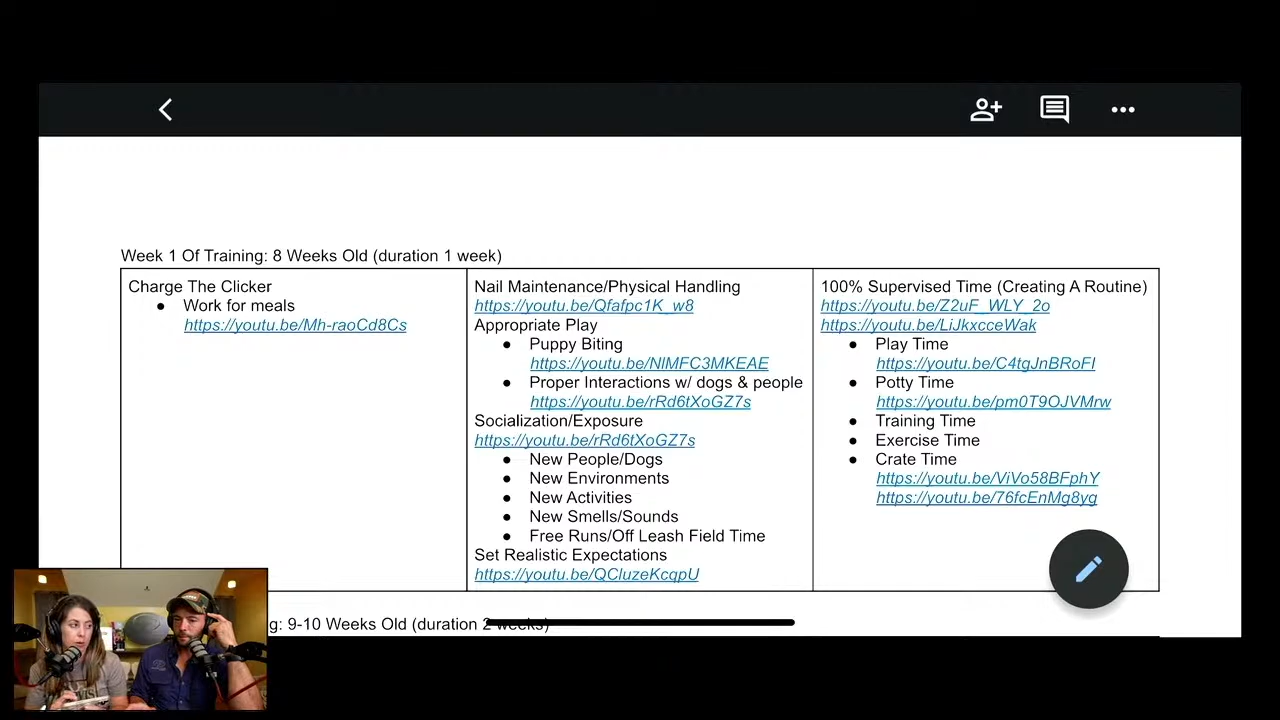 Week 1 Of Training: 8 Weeks Old (duration 1 week)
Charge The Clicker
● Work for meals
https://youtu.be/Mh-raoCd8Cs
Nail Maintenance/Physical Handling
https://youtu.be/Qfafpc1K_w8
Appropriate Play
● Puppy Biting
https://youtu.be/NlMFC3MKEAE
● Proper Interactions w/ dogs & people
https://youtu.be/rRd6tXoGZ7s
Socialization/Exposure
https://youtu.be/rRd6tXoGZ7s
● New People/Dogs
● New Environments
● New Activities
● New Smells/Sounds
● Free Runs/Off Leash Field Time
Set Realistic Expectations
https://youtu.be/QCluzeKcqpU
100% Supervised Time (Creating A Routine)
https://youtu.be/Z2uF_WLY_2o
https://youtu.be/LiJkxcceWak
● Play Time
https://youtu.be/C4tgJnBRoFI
● Potty Time
https://youtu.be/pm0T9OJVMrw
● Training Time
● Exercise Time
● Crate Time
https://youtu.be/ViVo58BFphY
https://youtu.be/76fcEnMg8yg
g: 9-10 Weeks Old (duration 2 weeks)